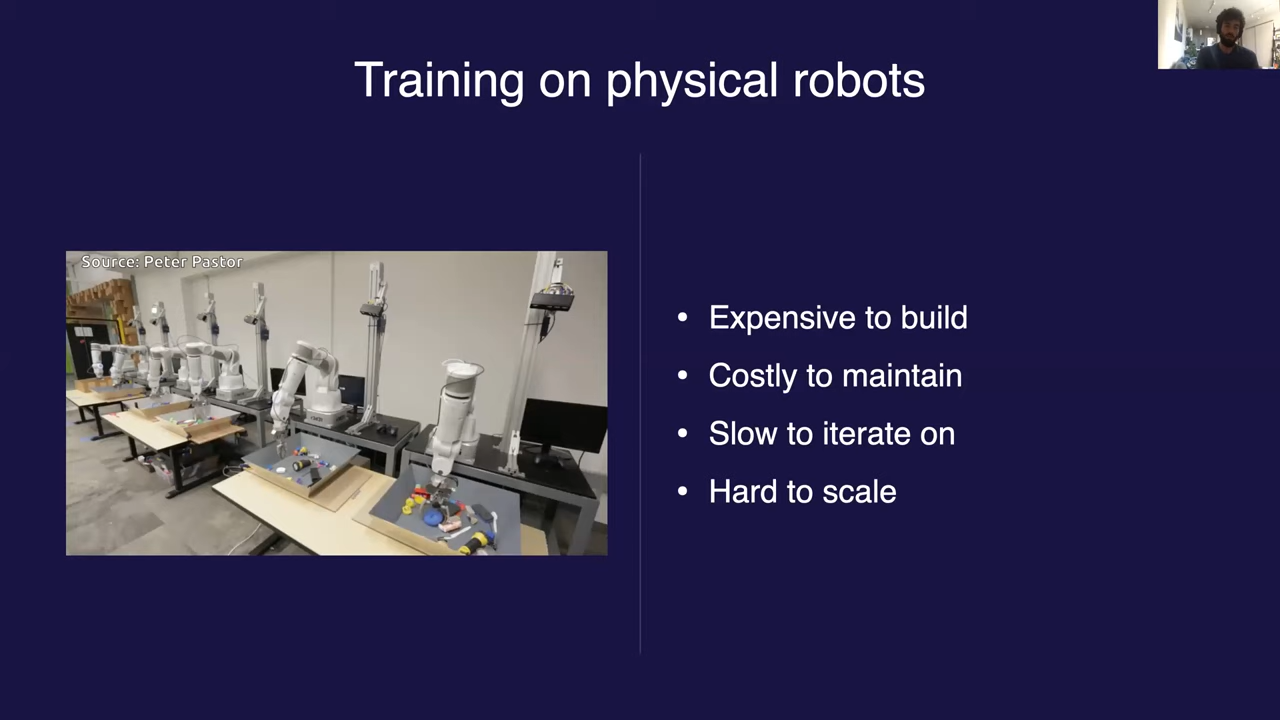 Training on physical robots
Source: Peter Pastor
• Expensive to build
• Costly to maintain
• Slow to iterate on
• Hard to scale